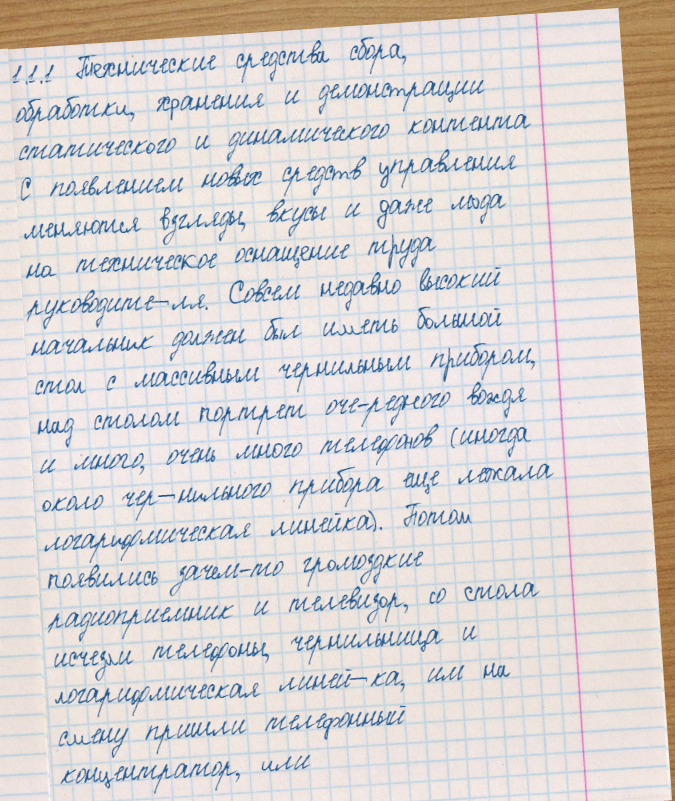 1.1.1 Технические средства сбора,
обработки, хранения и демонстрации
статического и динамического контента
С появлением новых средств управления
меняются взгляды, вкусы и даже мода
на техническое оснащение труда
руководите-ля. Совсем недавно высокий
начальник должен был иметь большой
стол с массивным чернильным прибором,
над столом портрет оче-редного вождя
и много, очень много телефонов (иногда
около чер-нильного прибора еще лежала
логарифмическая линейка). Потом
появились зачем-то громоздкие
радиоприемник и телевизор, со стола
исчезли телефоны, чернильница и
логарифмическая линей-ка, им на
смену пришли телефонный
концентратор, или